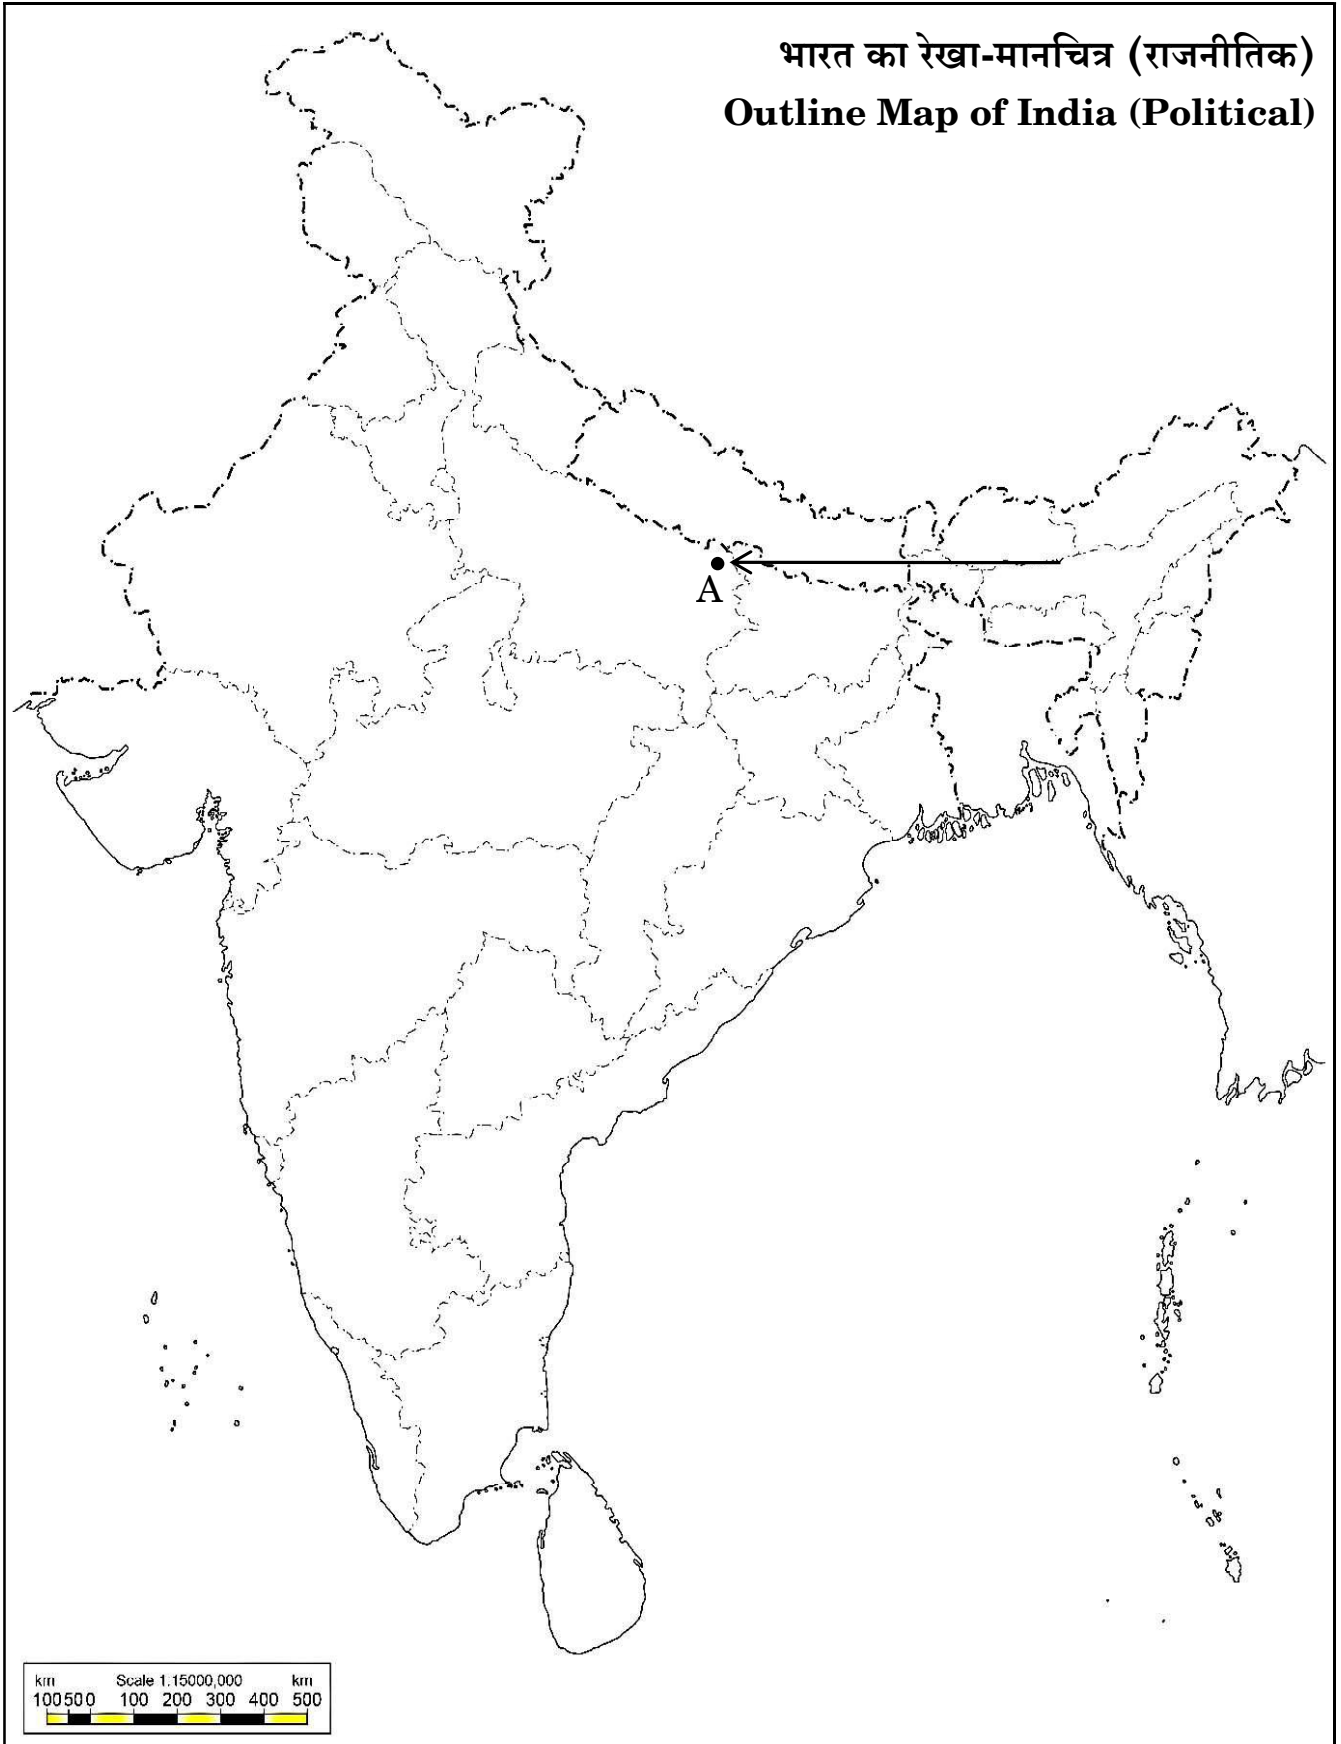 भारत का रेखा-मानचित्र (राजनीतिक)
Outline Map of India (Political)
A
km Scale 1:15000,000 km
100 50 0 100 200 300 400 500